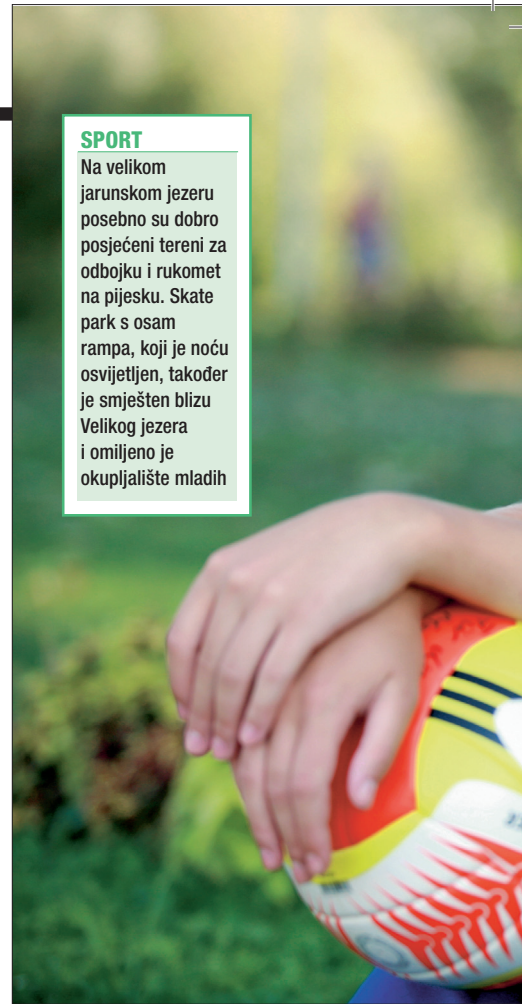 SPORT
Na velikom
jarunskom jezeru
posebno su dobro
posjećeni tereni za
odbojku i rukomet
na pijesku. Skate
park s osam
rampa, koji je noću
osvijetljen, također
je smješten blizu
Velikog jezera
i omiljeno je
okupljalište mladih